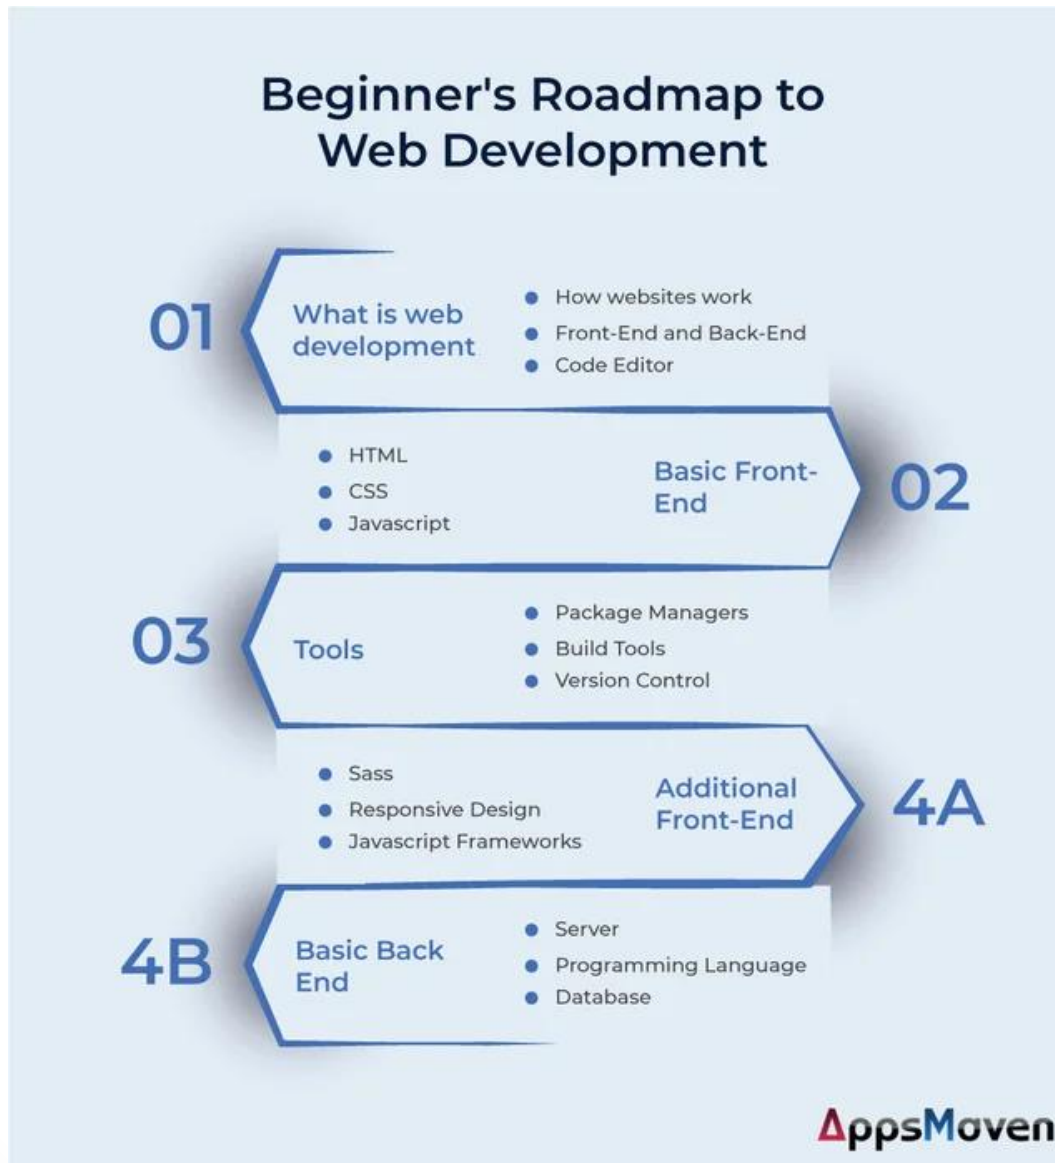 Beginner's Roadmap to
Web Development
01
What is web
development
How websites work
Front-End and Back-End
Code Editor
HTML
CSS
Javascript
Basic Front-
End
02
03
Tools
Package Managers
Build Tools
Version Control
Sass
Responsive Design
Javascript Frameworks
Additional
Front-End
4A
4B
Basic Back
End
Server
Programming Language
Database
AppsMaven